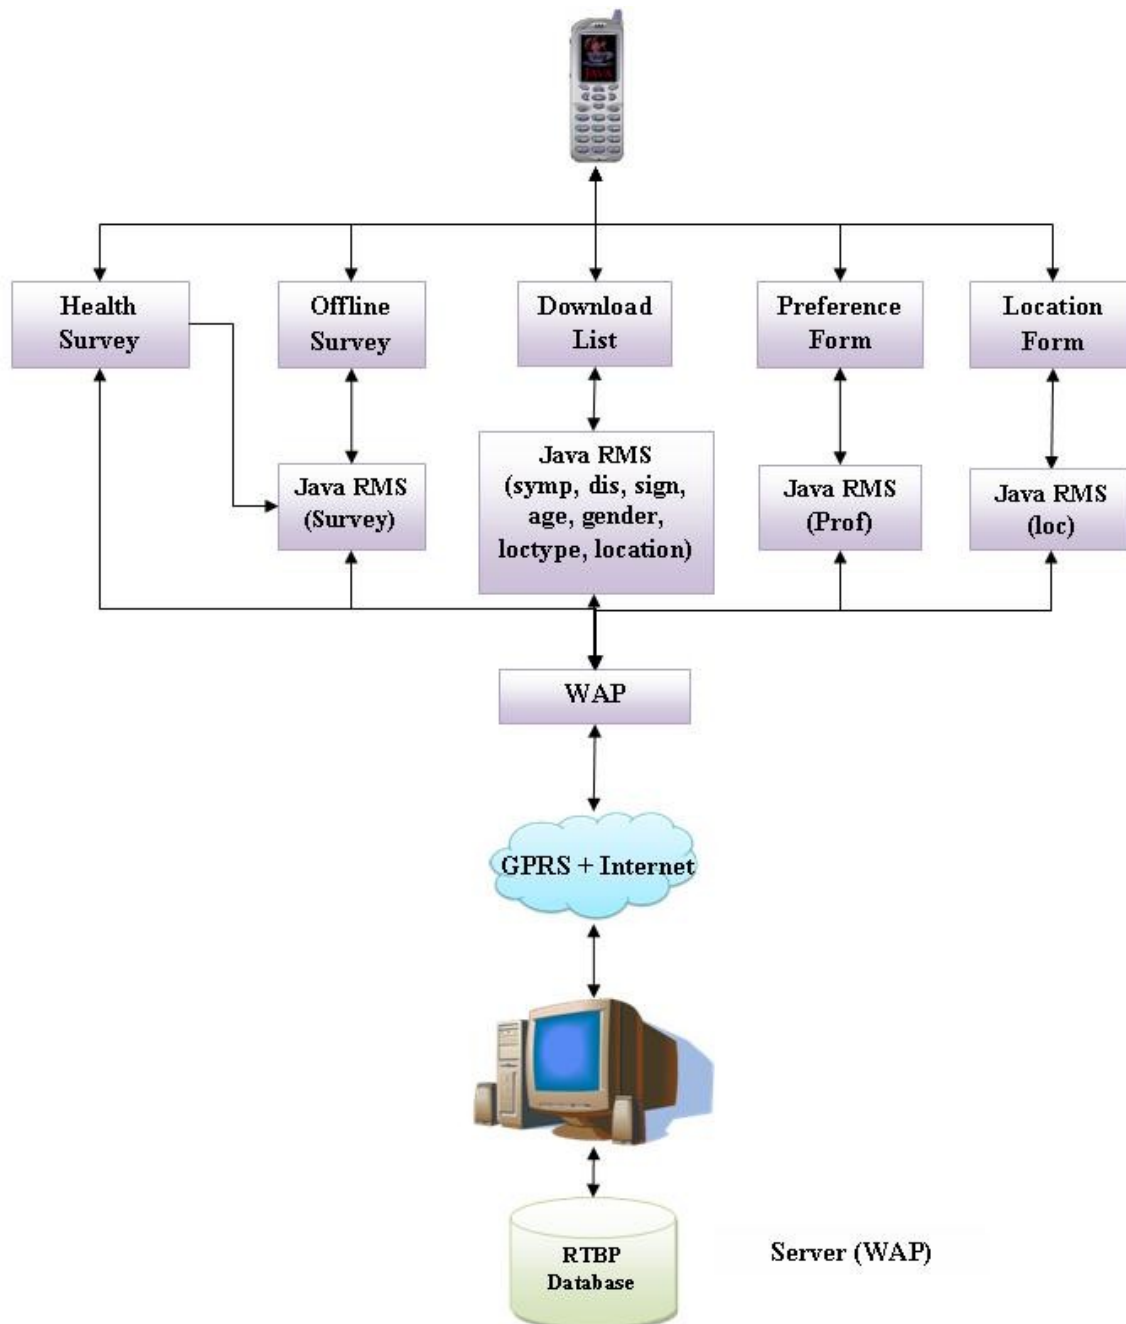 JAVA
Health
Survey
Offline
Survey
Download
List
Preference
Form
Location
Form
Java RMS
(Survey)
Java RMS
(symp, dis, sign,
age, gender,
loctype, location)
Java RMS
(Prof)
Java RMS
(loc)
WAP
GPRS + Internet
RTBP
Database
Server (WAP)